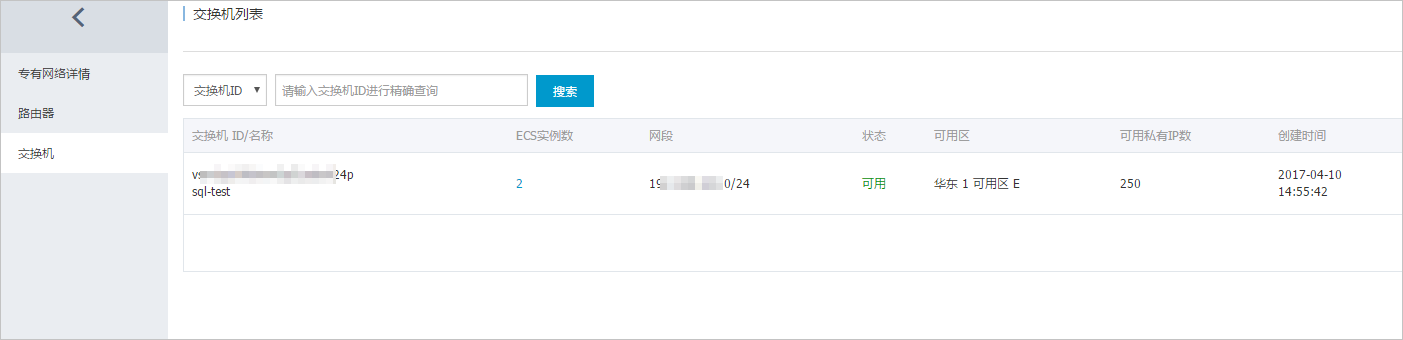 交换机列表
专有网络详情
路由器
交换机
交换机ID
请输入交换机ID进行精确查询
搜索
交换机 ID/名称 ECS实例数 网段 状态 可用区 可用私有IP数 创建时间
vs 24p 2 19 0/24 可用 华东 1 可用区 E 250 2017-04-10
sql-test 14:55:42